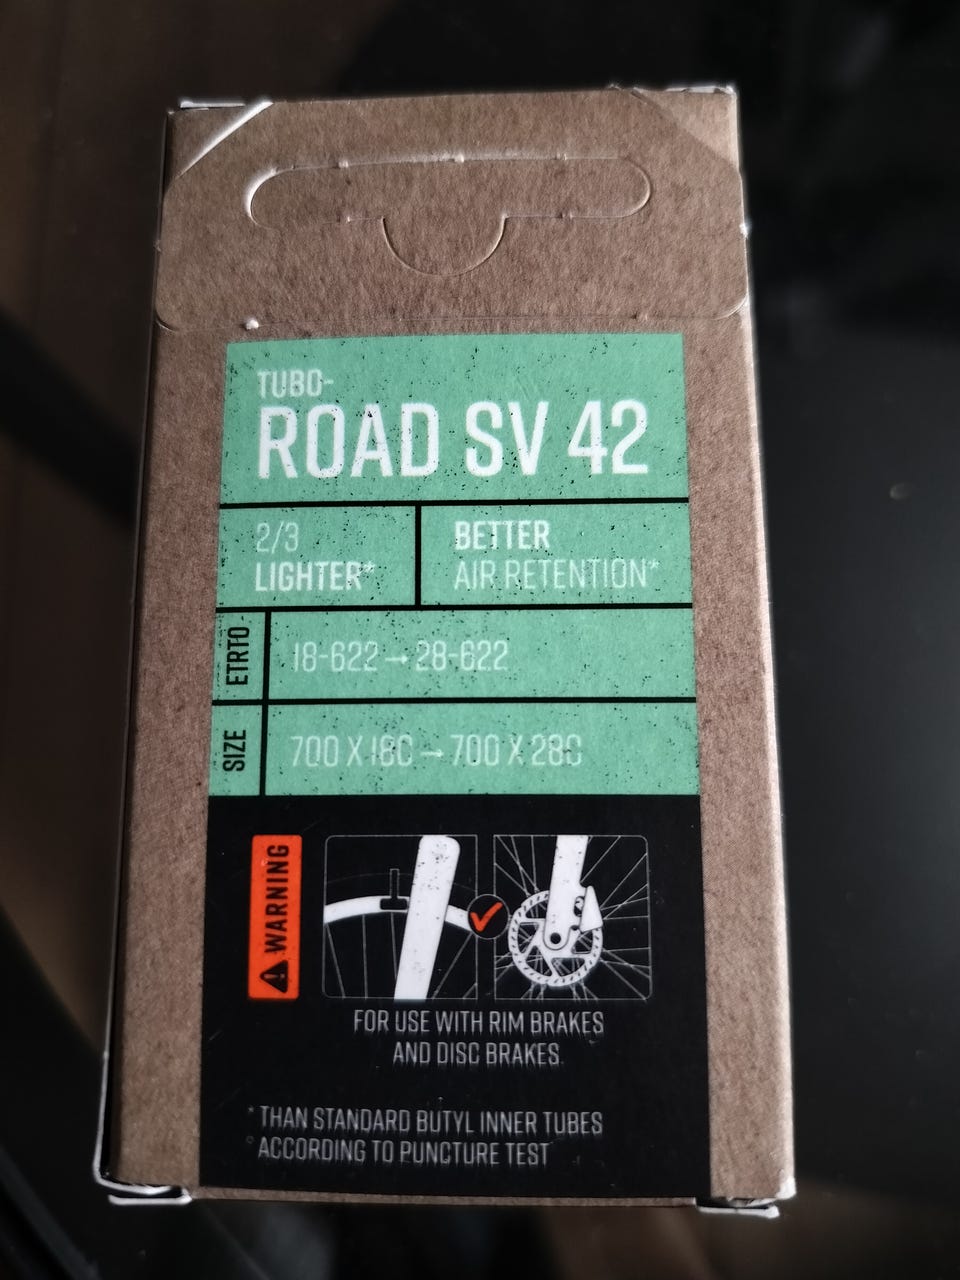 TUBO-
ROAD SV 42
2/3
LIGHTER*
BETTER
AIR RETENTION*
ETRTO
18-622 → 28-622
SIZE
700 X 18C → 700 X 28C
WARNING
FOR USE WITH RIM BRAKES
AND DISC BRAKES.
* THAN STANDARD BUTYL INNER TUBES
° ACCORDING TO PUNCTURE TEST